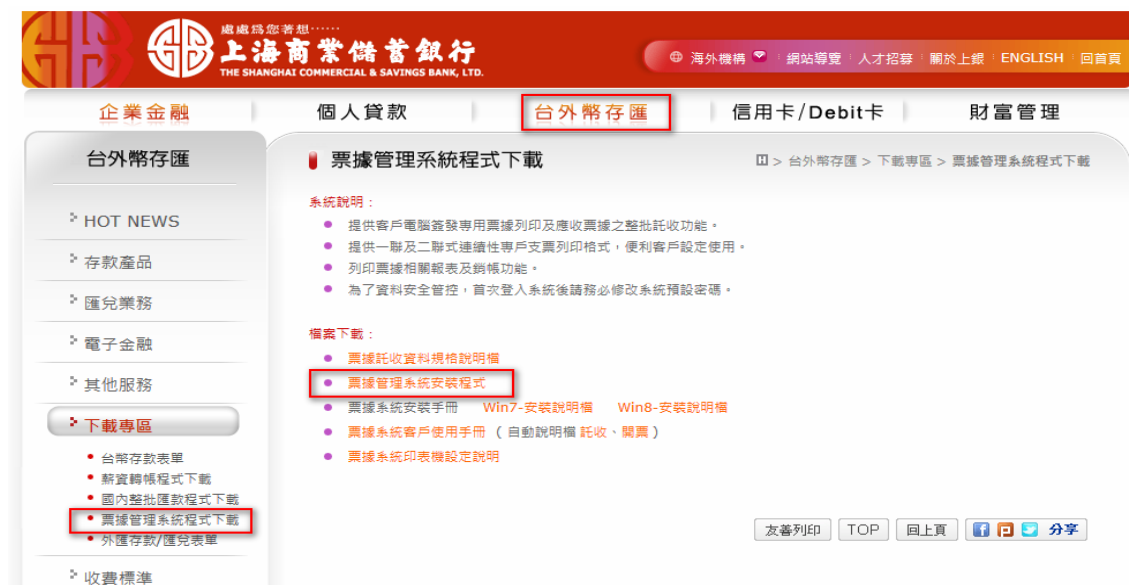 處處為您著想……
上海商業儲蓄銀行
THE SHANGHAI COMMERCIAL & SAVINGS BANK, LTD.
海外機構 網站導覽 人才招募 關於上銀 ENGLISH 回首頁
企業金融 個人貸款 台外幣存匯 信用卡/Debit卡 財富管理
台外幣存匯
票據管理系統程式下載
> 台外幣存匯 > 下載專區 > 票據管理系統程式下載
系統說明：
提供客戶電腦簽發專用票據列印及應收票據之整批託收功能。
提供一聯及二聯式連續性專戶支票列印格式，便利客戶設定使用。
列印票據相關報表及銷帳功能。
為了資料安全管控，首次登入系統後請務必修改系統預設密碼。
檔案下載：
票據託收資料規格說明檔
票據管理系統安裝程式
票據系統安裝手冊 Win7-安裝說明檔 Win8-安裝說明檔
票據系統客戶使用手冊 ( 自動說明檔 託收、開票 )
票據系統印表機設定說明
HOT NEWS
存款產品
匯兌業務
電子金融
其他服務
下載專區
台幣存款表單
薪資轉帳程式下載
國內整批匯款程式下載
票據管理系統程式下載
外匯存款/匯兌表單
收費標準
友善列印 TOP 回上頁 分享